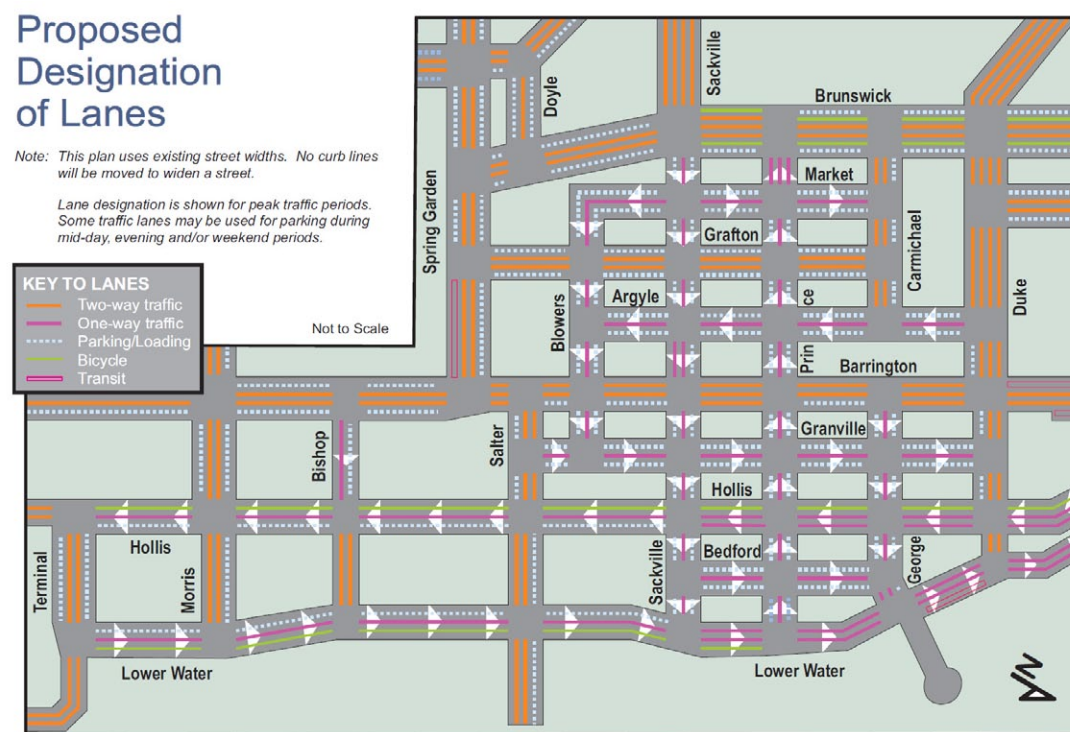 Proposed
Designation
of Lanes
Note: This plan uses existing street widths. No curb lines
will be moved to widen a street.
Lane designation is shown for peak traffic periods.
Some traffic lanes may be used for parking during
mid-day, evening and/or weekend periods.
KEY TO LANES
Two-way traffic
One-way traffic
Parking/Loading
Bicycle
Transit
Not to Scale
Spring Garden
Doyle
Sackville
Brunswick
Market
Grafton
Carmichael
Duke
Blowers
Argyle
Prin ce
Barrington
Bishop
Salter
Granville
Hollis
Terminal
Hollis
Morris
Sackville
Bedford
George
Lower Water
Lower Water
N